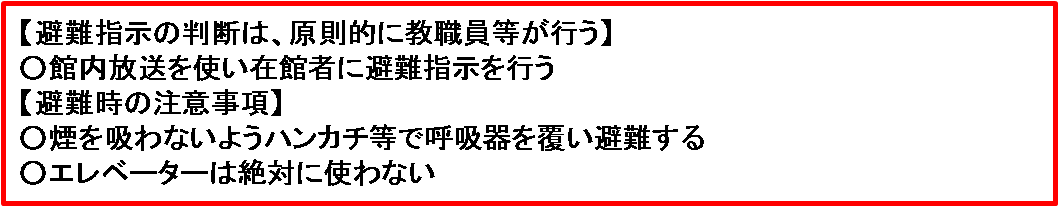 【避難指示の判断は、原則的に教職員等が行う】
〇館内放送を使い在館者に避難指示を行う
【避難時の注意事項】
〇煙を吸わないようハンカチ等で呼吸器を覆い避難する
〇エレベーターは絶対に使わない